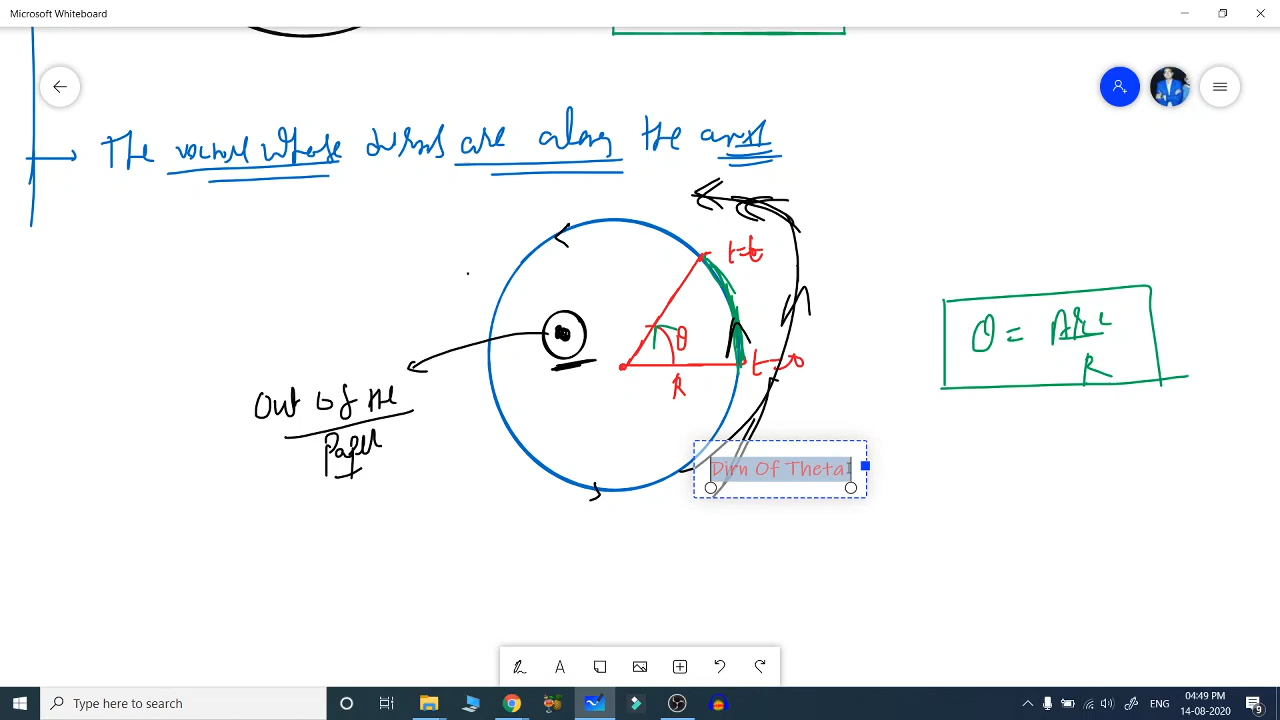 Microsoft Whiteboard
The whose dirns are along the axis
t=t
θ
t=0
R
θ = Arc
R
Out of the
Paper
Dirn Of Theta
Type here to search
ENG
04:49 PM
14-08-2020
9